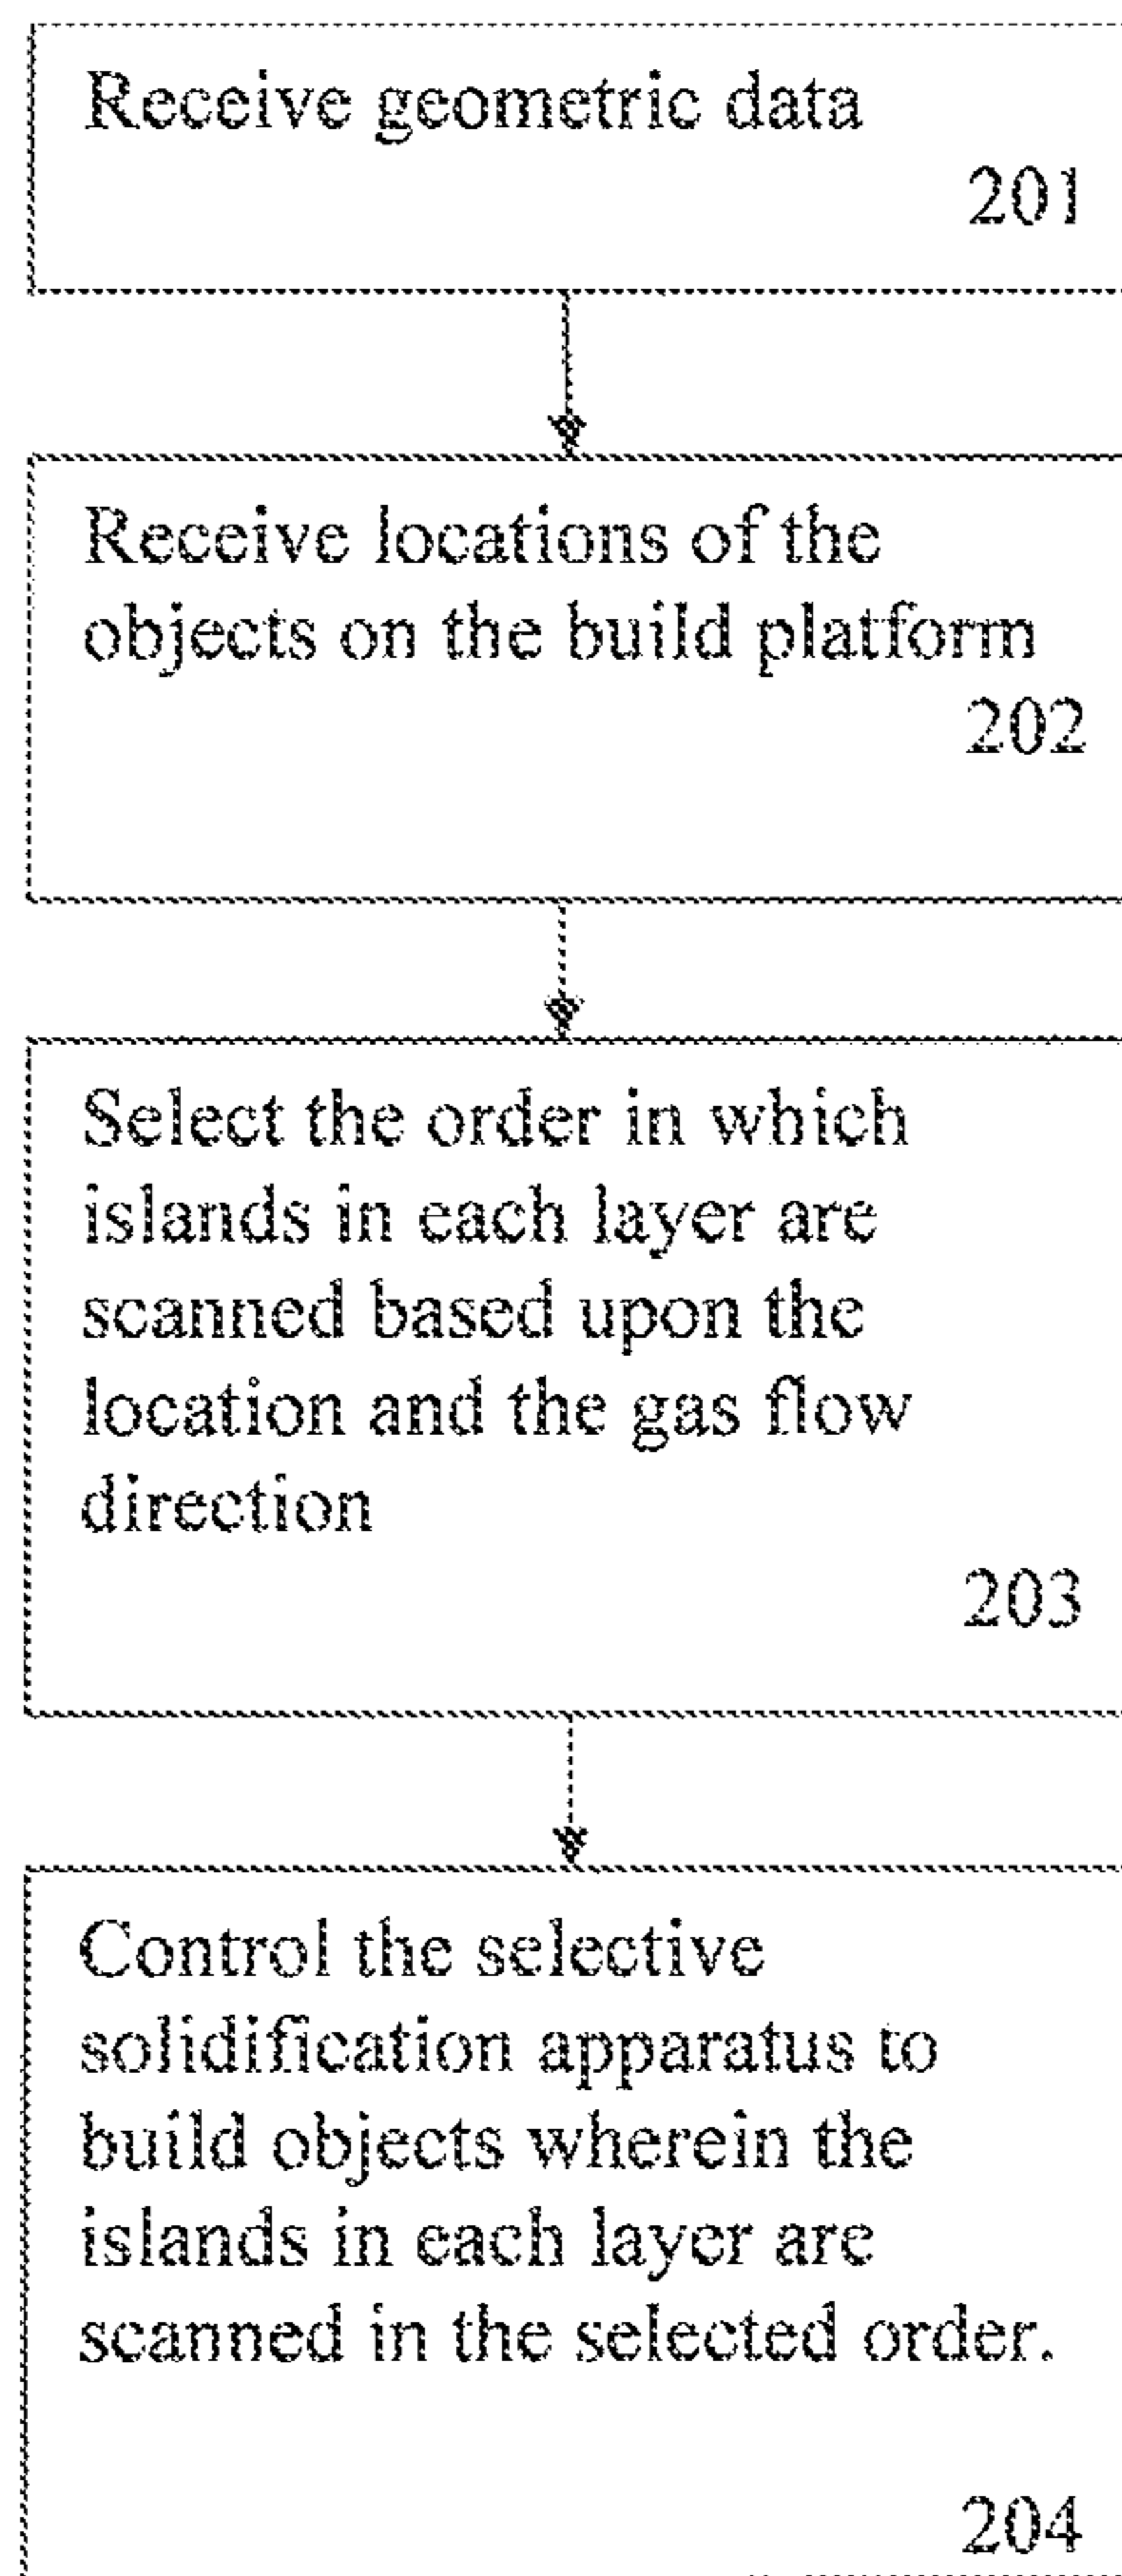 Receive geometric data
201
Receive locations of the
objects on the build platform
202
Select the order in which
islands in each layer are
scanned based upon the
location and the gas flow
direction
203
Control the selective
solidification apparatus to
build objects wherein the
islands in each layer are
scanned in the selected order.
204